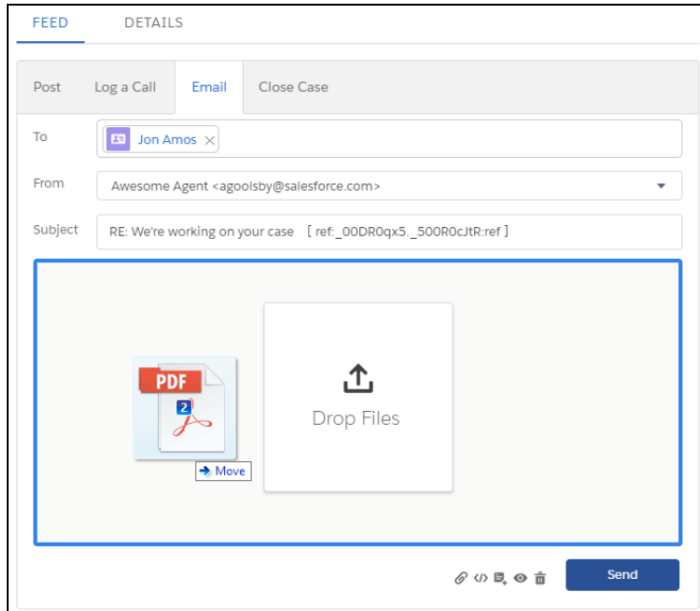 FEED DETAILS
Post Log a Call Email Close Case
To Jon Amos
From Awesome Agent <agoolsby@salesforce.com>
Subject RE: We're working on your case [ ref:_00DR0qx5._500R0cJtR:ref ]
PDF
2
Drop Files
Move
Send